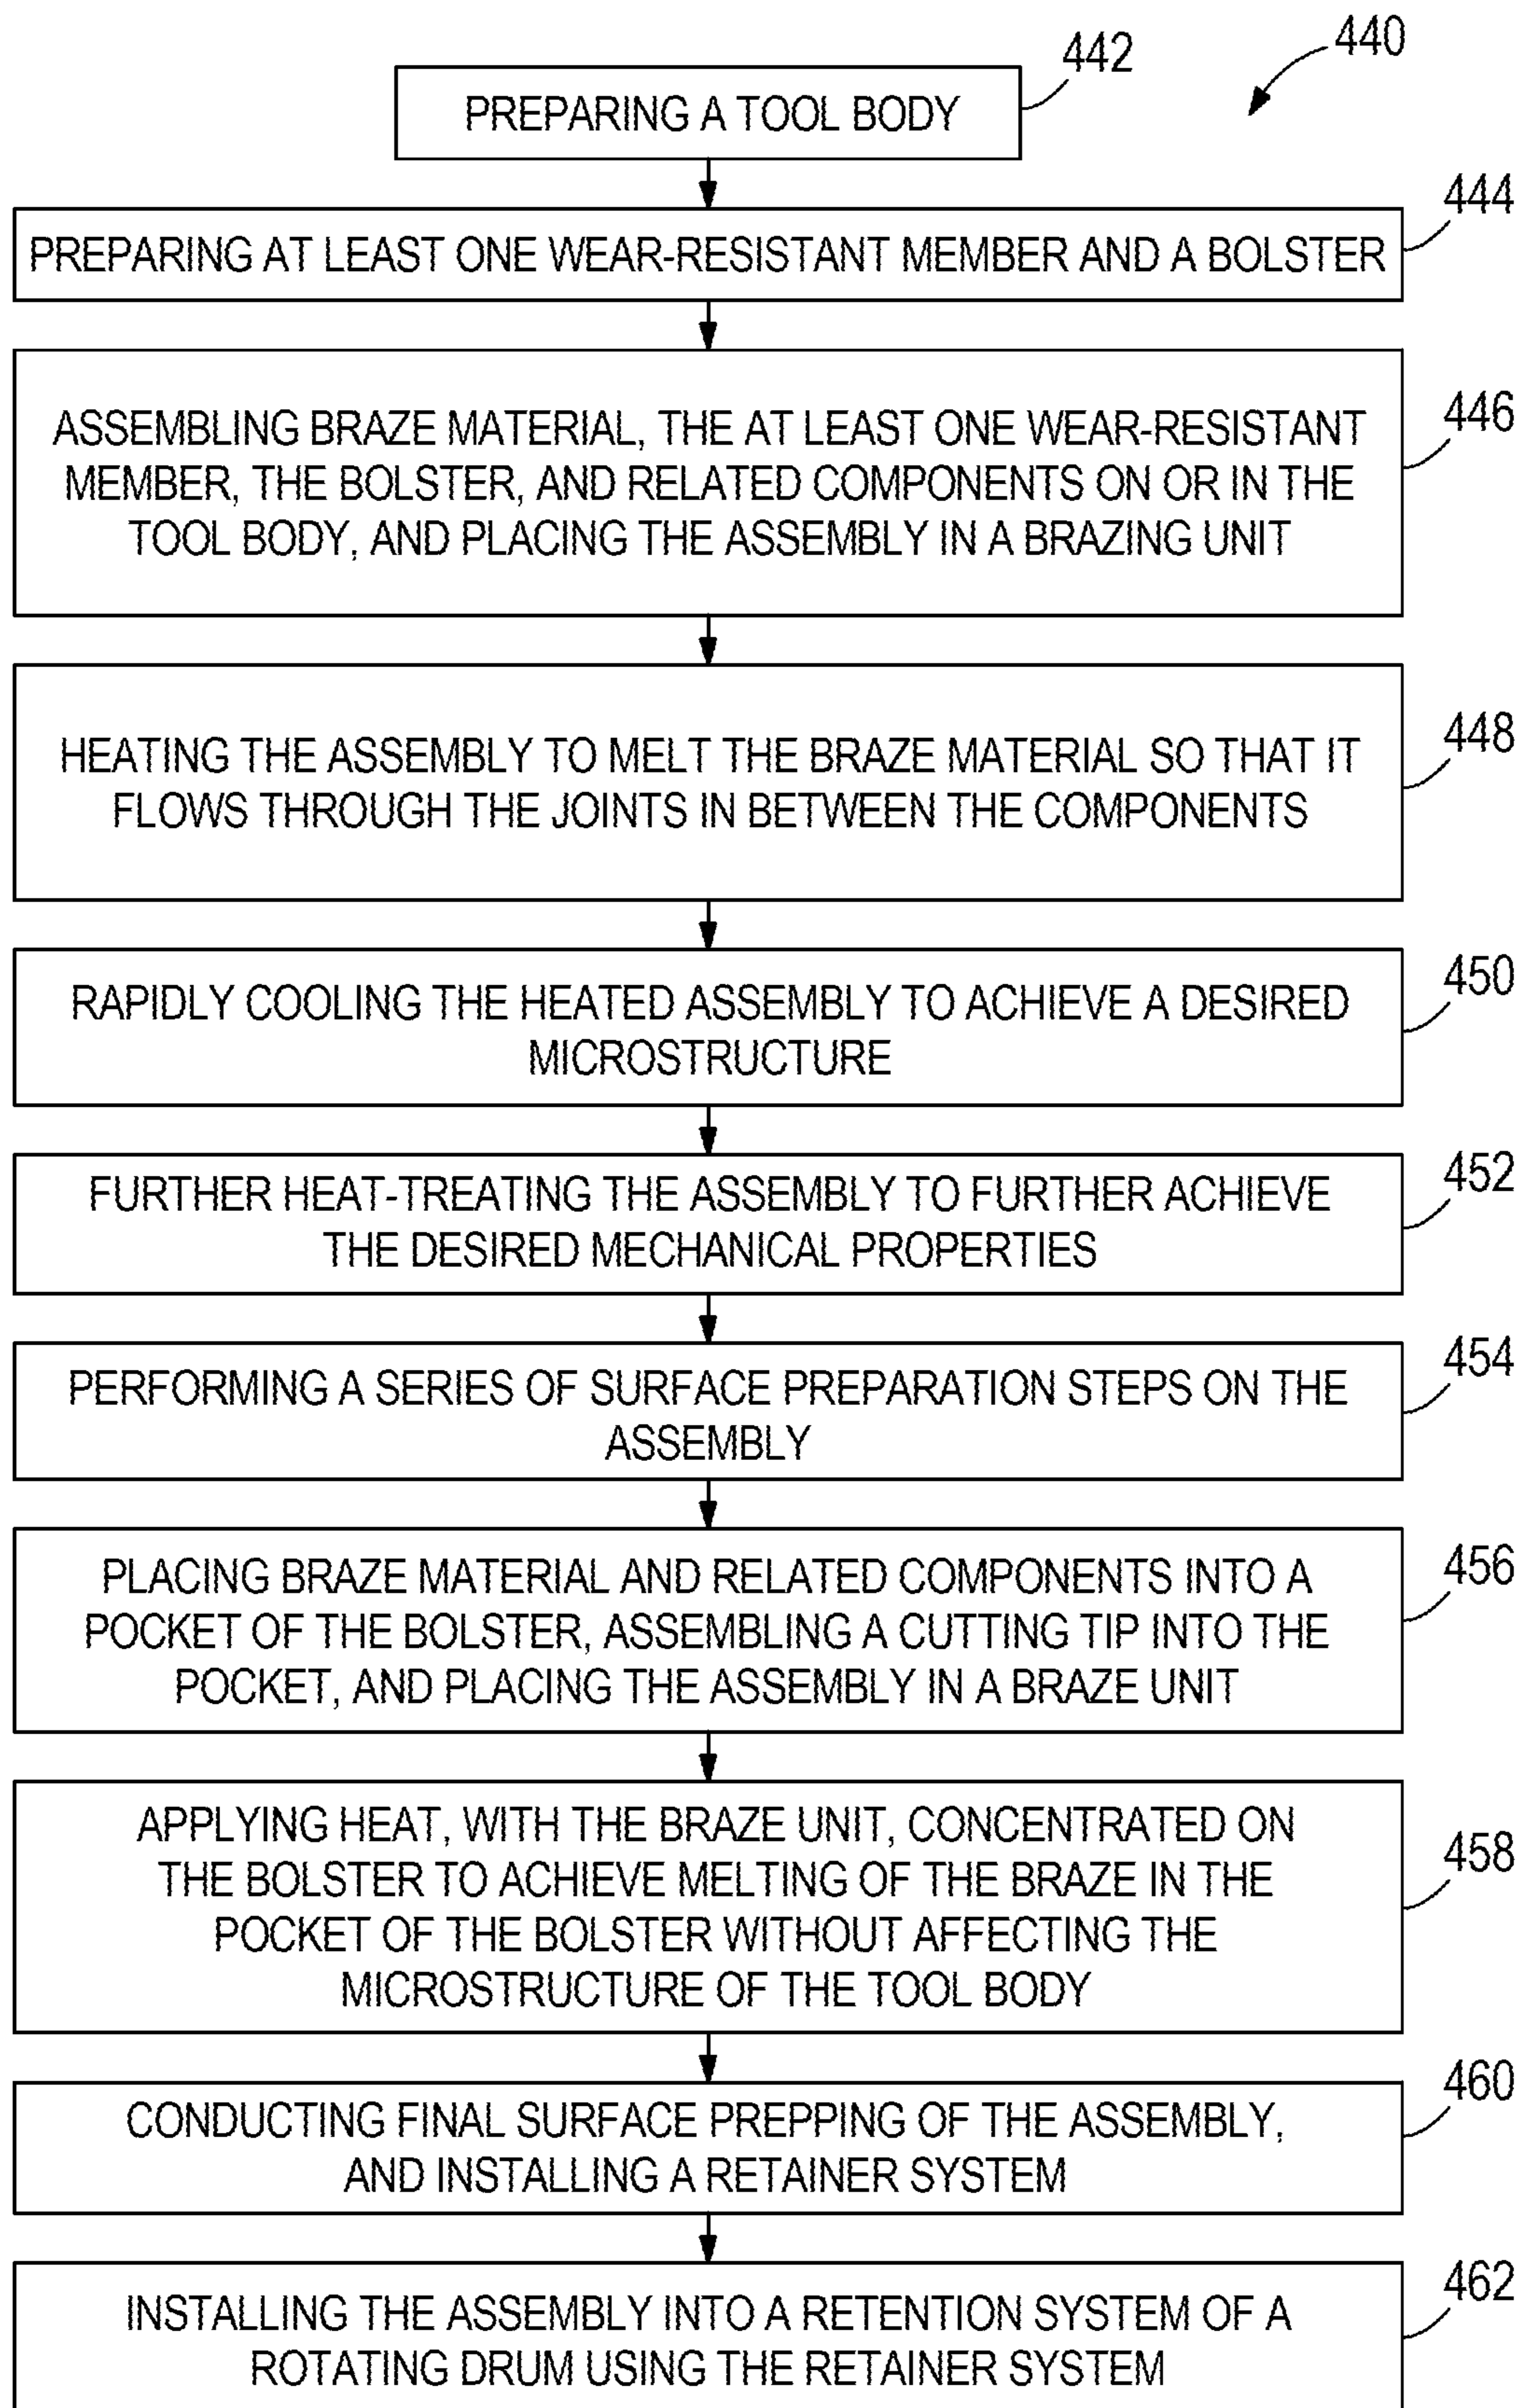 440
442
PREPARING A TOOL BODY
444
PREPARING AT LEAST ONE WEAR-RESISTANT MEMBER AND A BOLSTER
446
ASSEMBLING BRAZE MATERIAL, THE AT LEAST ONE WEAR-RESISTANT
MEMBER, THE BOLSTER, AND RELATED COMPONENTS ON OR IN THE
TOOL BODY, AND PLACING THE ASSEMBLY IN A BRAZING UNIT
448
HEATING THE ASSEMBLY TO MELT THE BRAZE MATERIAL SO THAT IT
FLOWS THROUGH THE JOINTS IN BETWEEN THE COMPONENTS
450
RAPIDLY COOLING THE HEATED ASSEMBLY TO ACHIEVE A DESIRED
MICROSTRUCTURE
452
FURTHER HEAT-TREATING THE ASSEMBLY TO FURTHER ACHIEVE
THE DESIRED MECHANICAL PROPERTIES
454
PERFORMING A SERIES OF SURFACE PREPARATION STEPS ON THE
ASSEMBLY
456
PLACING BRAZE MATERIAL AND RELATED COMPONENTS INTO A
POCKET OF THE BOLSTER, ASSEMBLING A CUTTING TIP INTO THE
POCKET, AND PLACING THE ASSEMBLY IN A BRAZE UNIT
458
APPLYING HEAT, WITH THE BRAZE UNIT, CONCENTRATED ON
THE BOLSTER TO ACHIEVE MELTING OF THE BRAZE IN THE
POCKET OF THE BOLSTER WITHOUT AFFECTING THE
MICROSTRUCTURE OF THE TOOL BODY
460
CONDUCTING FINAL SURFACE PREPPING OF THE ASSEMBLY,
AND INSTALLING A RETAINER SYSTEM
462
INSTALLING THE ASSEMBLY INTO A RETENTION SYSTEM OF A
ROTATING DRUM USING THE RETAINER SYSTEM